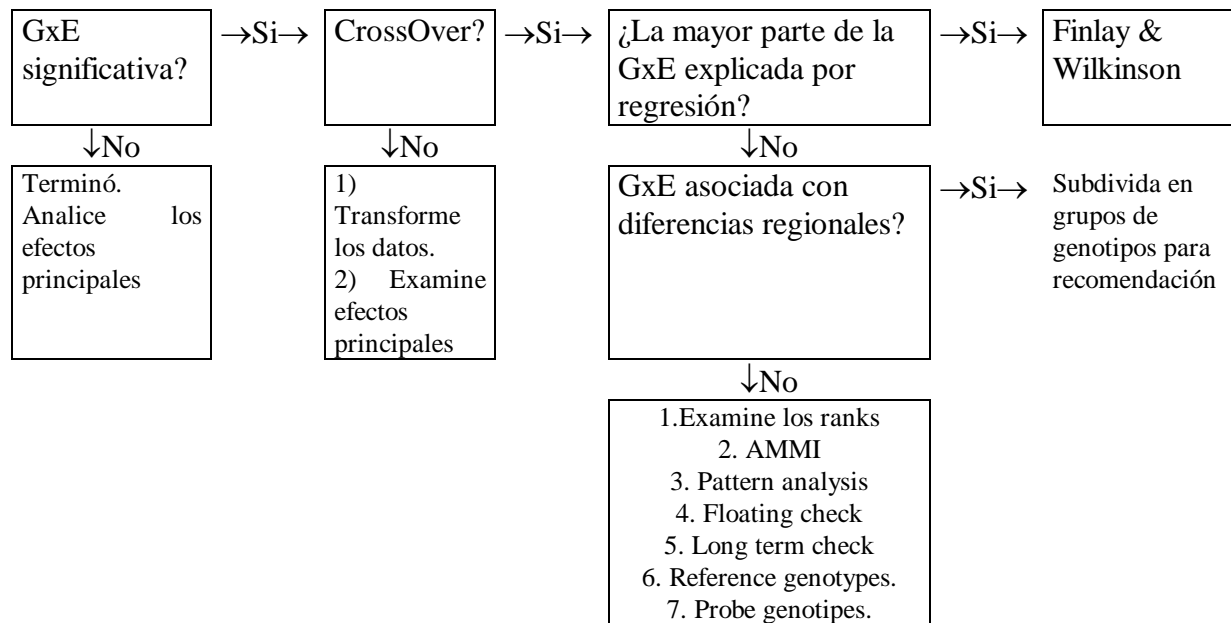 GxE
significativa?
→Si→
CrossOver?
→Si→
¿La mayor parte de la
GxE explicada por
regresión?
→Si→
Finlay &
Wilkinson
↓No
↓No
↓No
Terminó.
Analice los
efectos
principales
1)
Transforme
los datos.
2) Examine
efectos
principales
GxE asociada con
diferencias regionales?
→Si→
Subdivida en
grupos de
genotipos para
recomendación
↓No
1.Examine los ranks
2. AMMI
3. Pattern analysis
4. Floating check
5. Long term check
6. Reference genotypes.
7. Probe genotipes.